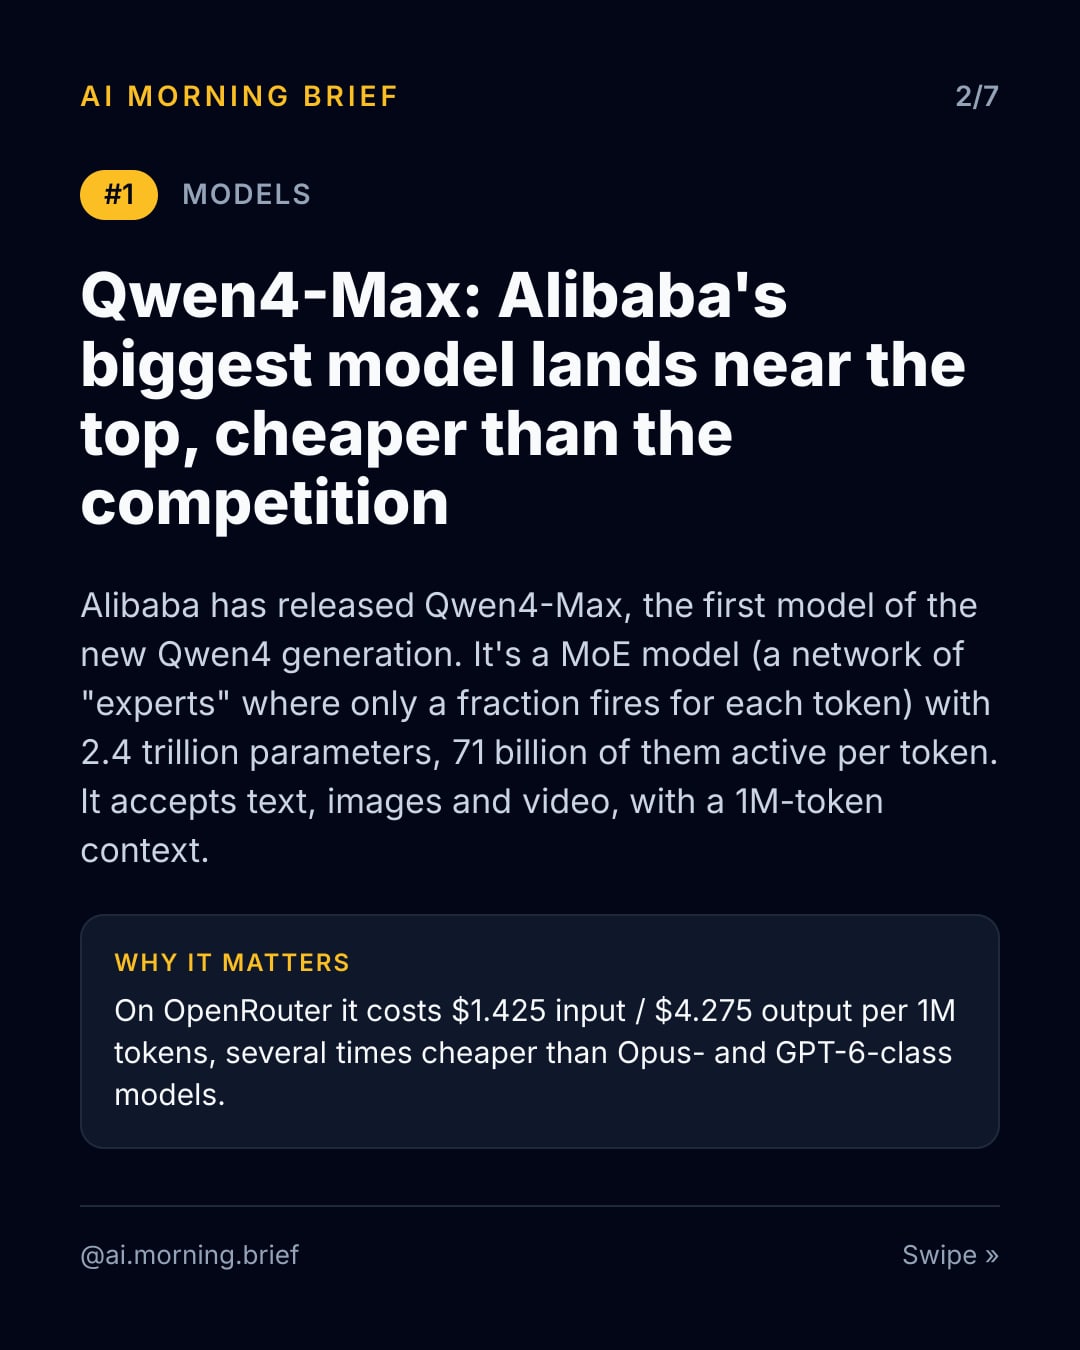 AI MORNING BRIEF
2/7
#1 MODELS
Qwen4-Max: Alibaba's
biggest model lands near the
top, cheaper than the
competition
Alibaba has released Qwen4-Max, the first model of the
new Qwen4 generation. It's a MoE model (a network of
"experts" where only a fraction fires for each token) with
2.4 trillion parameters, 71 billion of them active per token.
It accepts text, images and video, with a 1M-token
context.
WHY IT MATTERS
On OpenRouter it costs $1.425 input / $4.275 output per 1M
tokens, several times cheaper than Opus- and GPT-6-class
models.
@ai.morning.brief
Swipe »